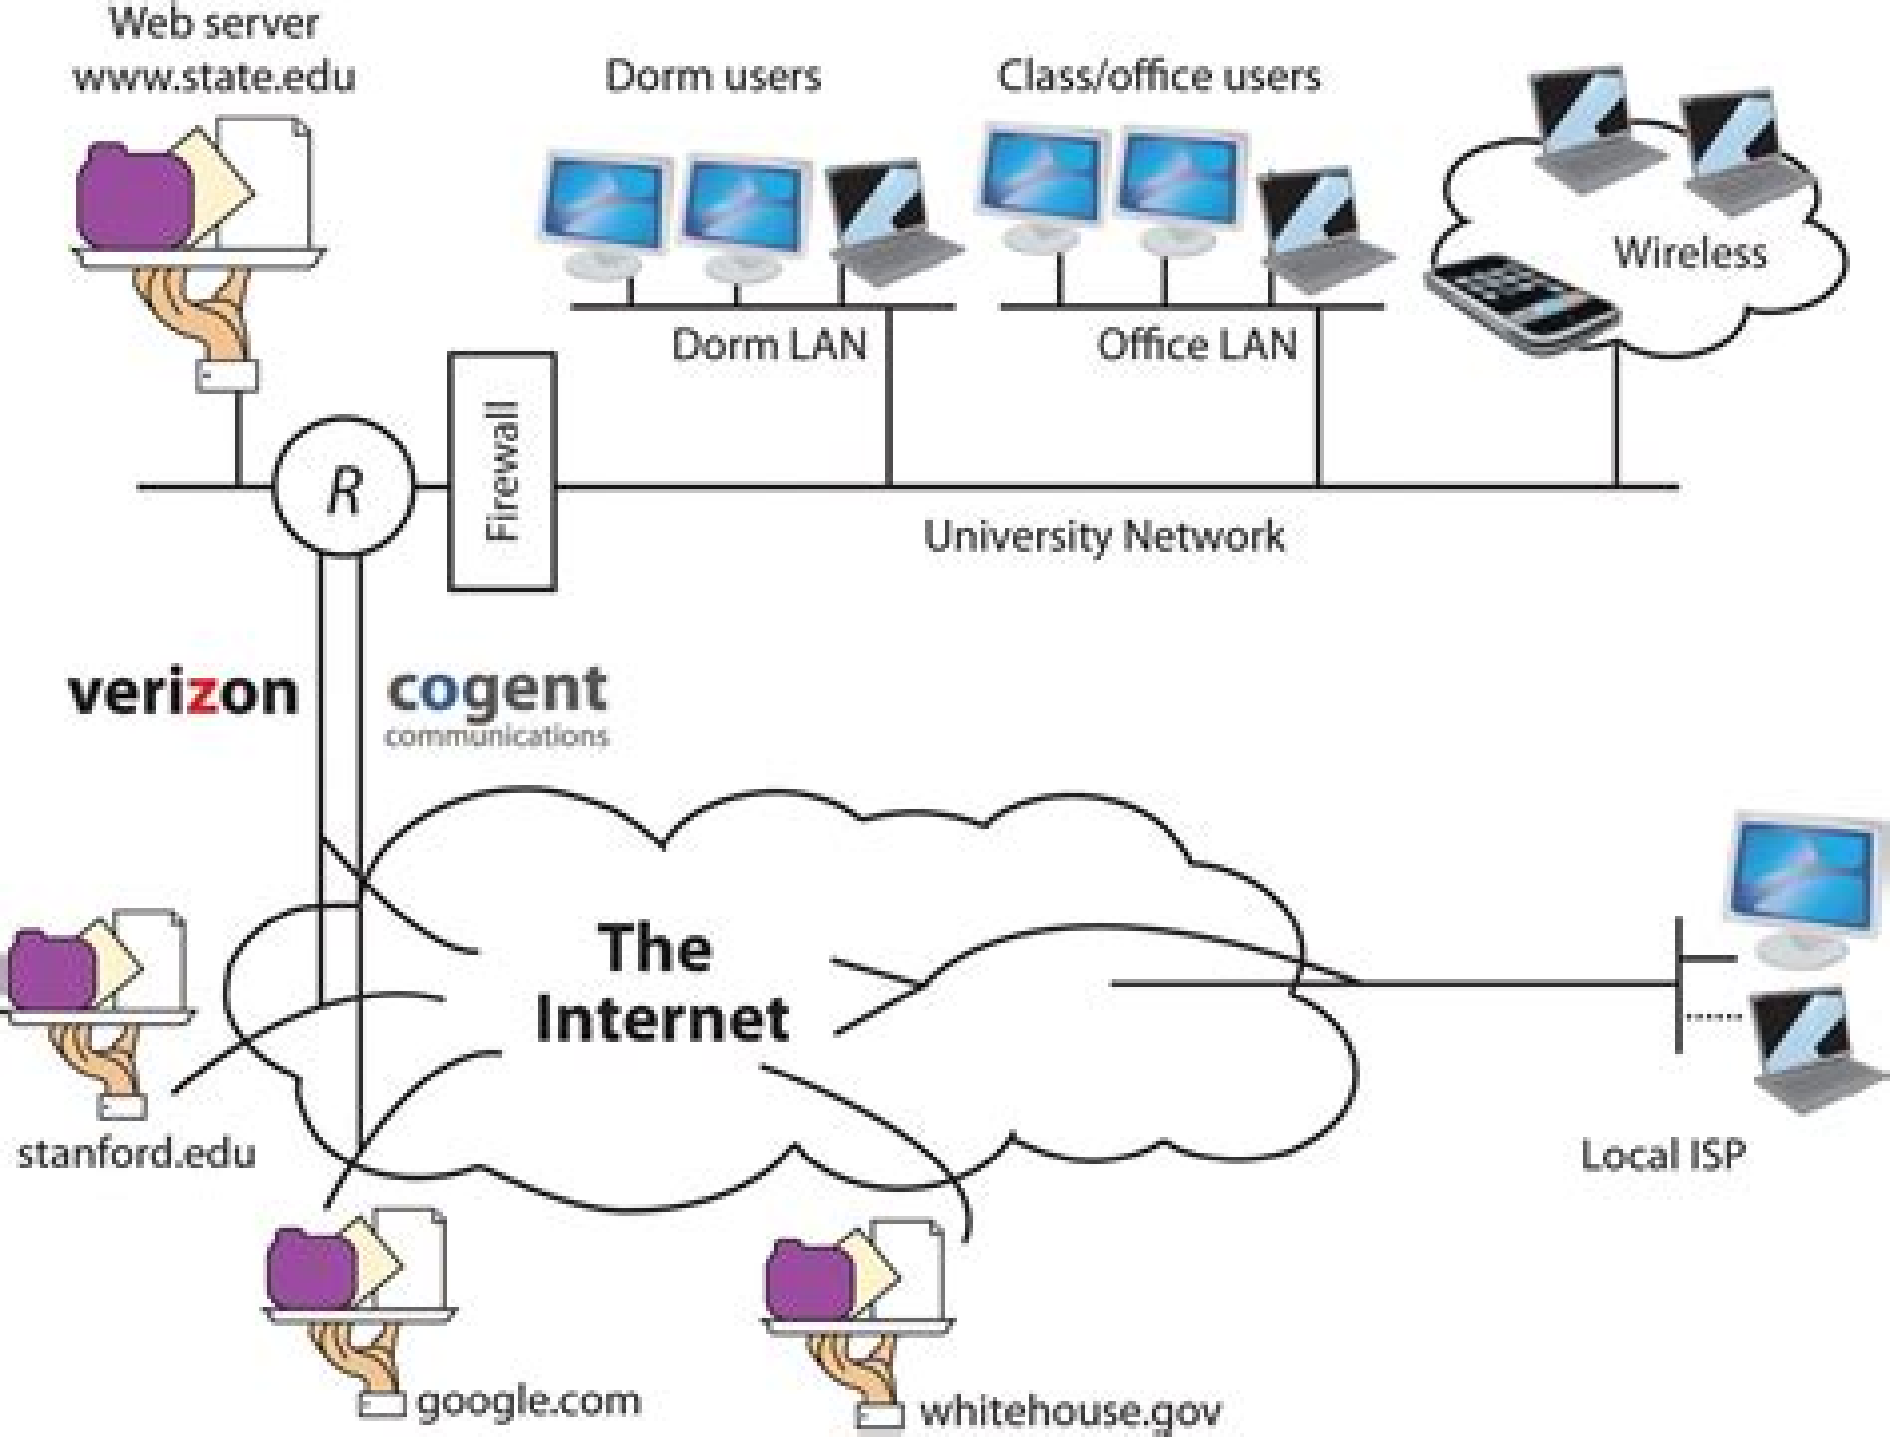 Web server
www.state.edu
Dorm users
Class/office users
Wireless
Dorm LAN
Office LAN
R
Firewall
University Network
verizon
cogent
communications
The
Internet
stanford.edu
Local ISP
google.com
whitehouse.gov